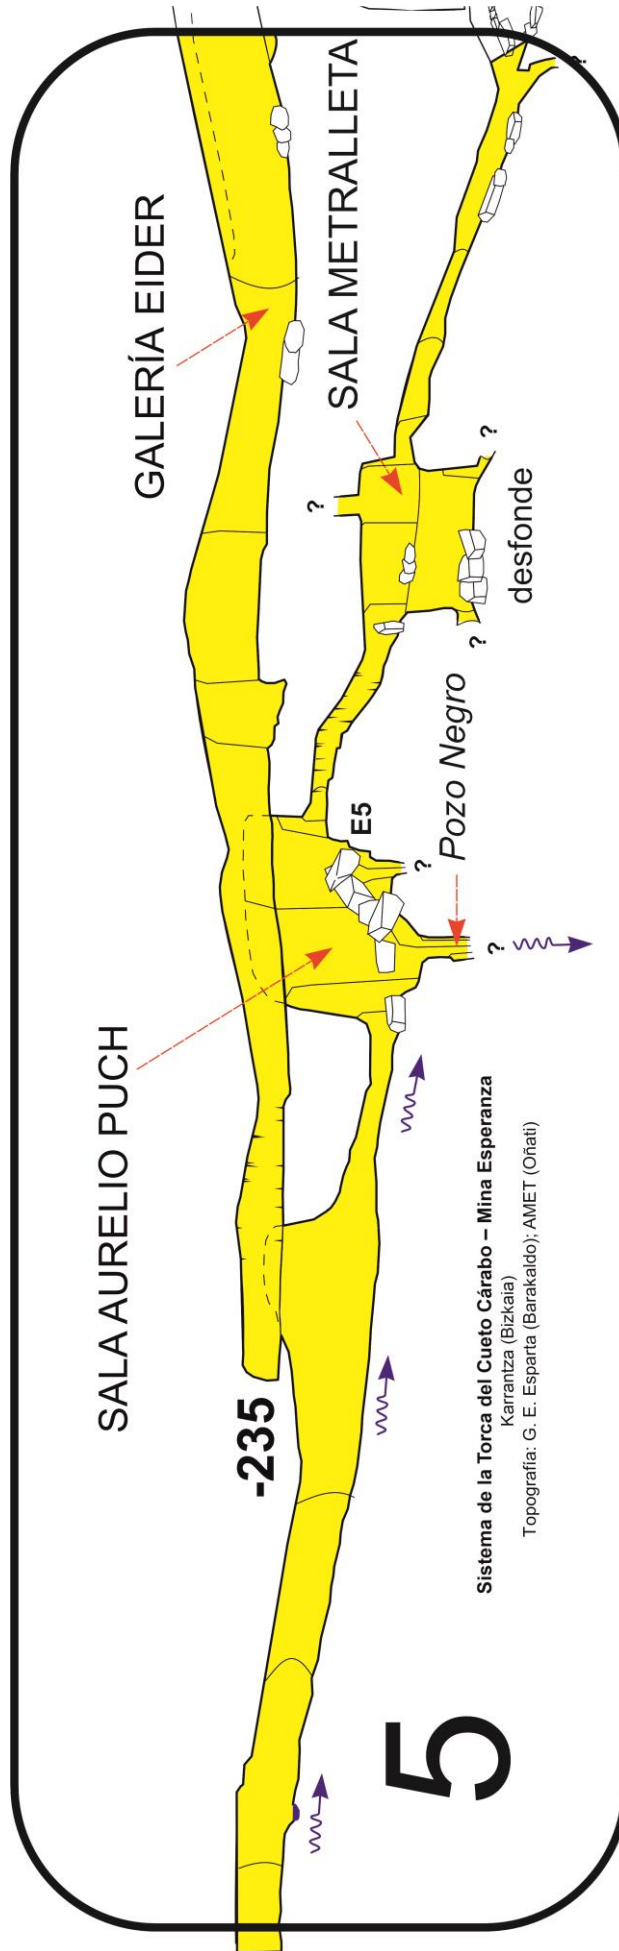 GALERÍA EIDER
SALA METRALLETA
SALA AURELIO PUCH
?
?
?
?
desfonde
E5
?
Pozo Negro
?
-235
Sistema de la Torca del Cueto Cárabo – Mina Esperanza
Karrantza (Bizkaia)
Topografía: G. E. Esparta (Barakaldo); AMET (Oñati)
5